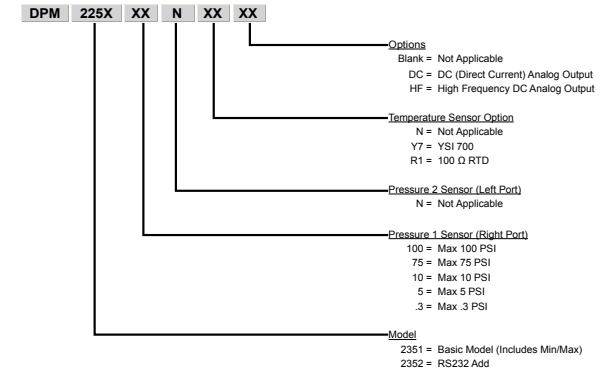 DPM 225X XX N XX XX
Options
Blank = Not Applicable
DC = DC (Direct Current) Analog Output
HF = High Frequency DC Analog Output
Temperature Sensor Option
N = Not Applicable
Y7 = YSI 700
R1 = 100 Ω RTD
Pressure 2 Sensor (Left Port)
N = Not Applicable
Pressure 1 Sensor (Right Port)
100 = Max 100 PSI
75 = Max 75 PSI
10 = Max 10 PSI
5 = Max 5 PSI
.3 = Max .3 PSI
Model
2351 = Basic Model (Includes Min/Max)
2352 = RS232 Add